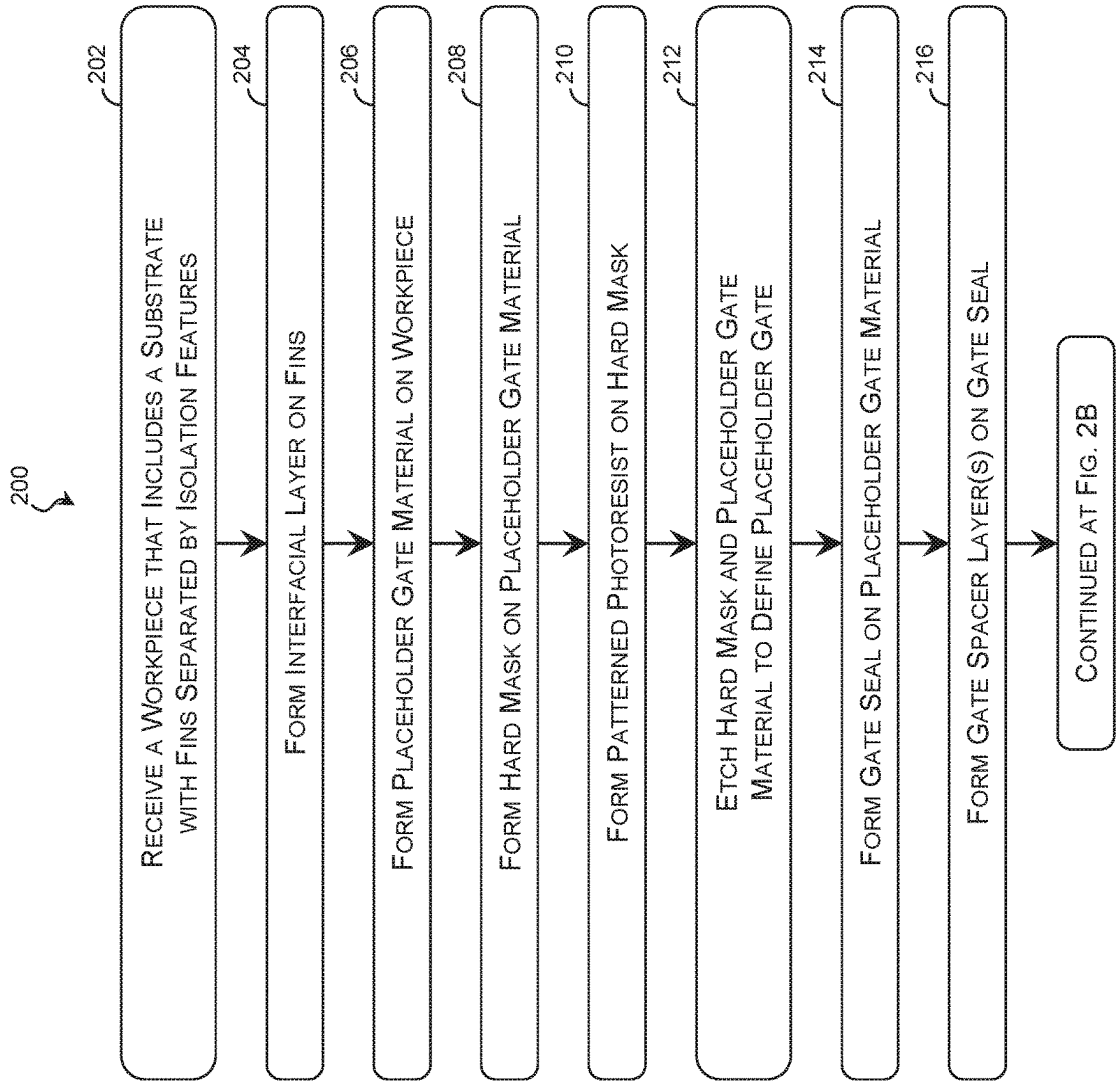 200
202
RECEIVE A WORKPIECE THAT INCLUDES A SUBSTRATE
WITH FINS SEPARATED BY ISOLATION FEATURES
204
FORM INTERFACIAL LAYER ON FINS
206
FORM PLACEHOLDER GATE MATERIAL ON WORKPIECE
208
FORM HARD MASK ON PLACEHOLDER GATE MATERIAL
210
FORM PATTERNED PHOTORESIST ON HARD MASK
212
ETCH HARD MASK AND PLACEHOLDER GATE
MATERIAL TO DEFINE PLACEHOLDER GATE
214
FORM GATE SEAL ON PLACEHOLDER GATE MATERIAL
216
FORM GATE SPACER LAYER(S) ON GATE SEAL
CONTINUED AT FIG. 2B